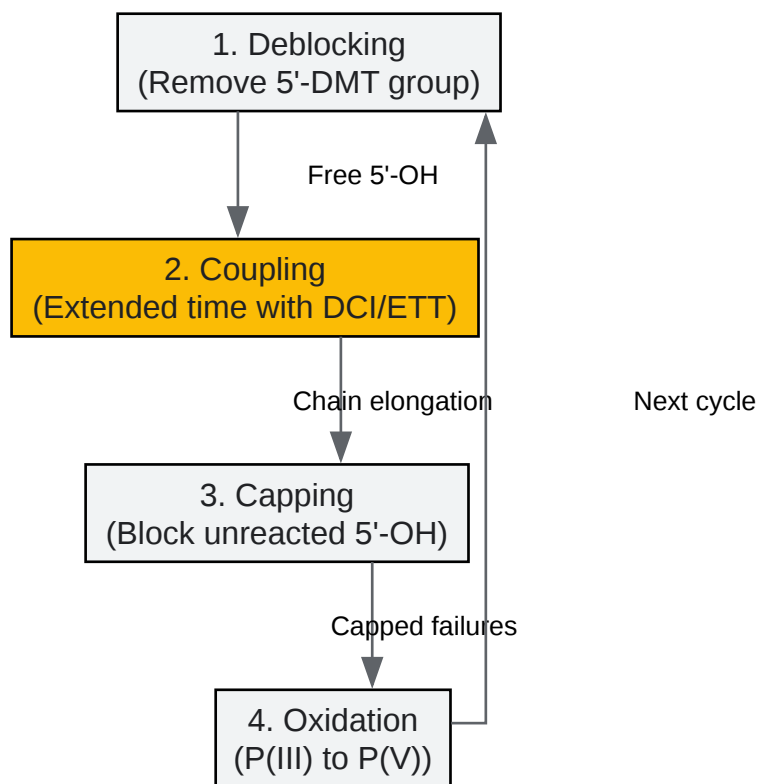 1. Deblocking
(Remove 5'-DMT group)
Free 5'-OH
2. Coupling
(Extended time with DCI/ETT)
Chain elongation
Next cycle
3. Capping
(Block unreacted 5'-OH)
Capped failures
4. Oxidation
(P(III) to P(V))